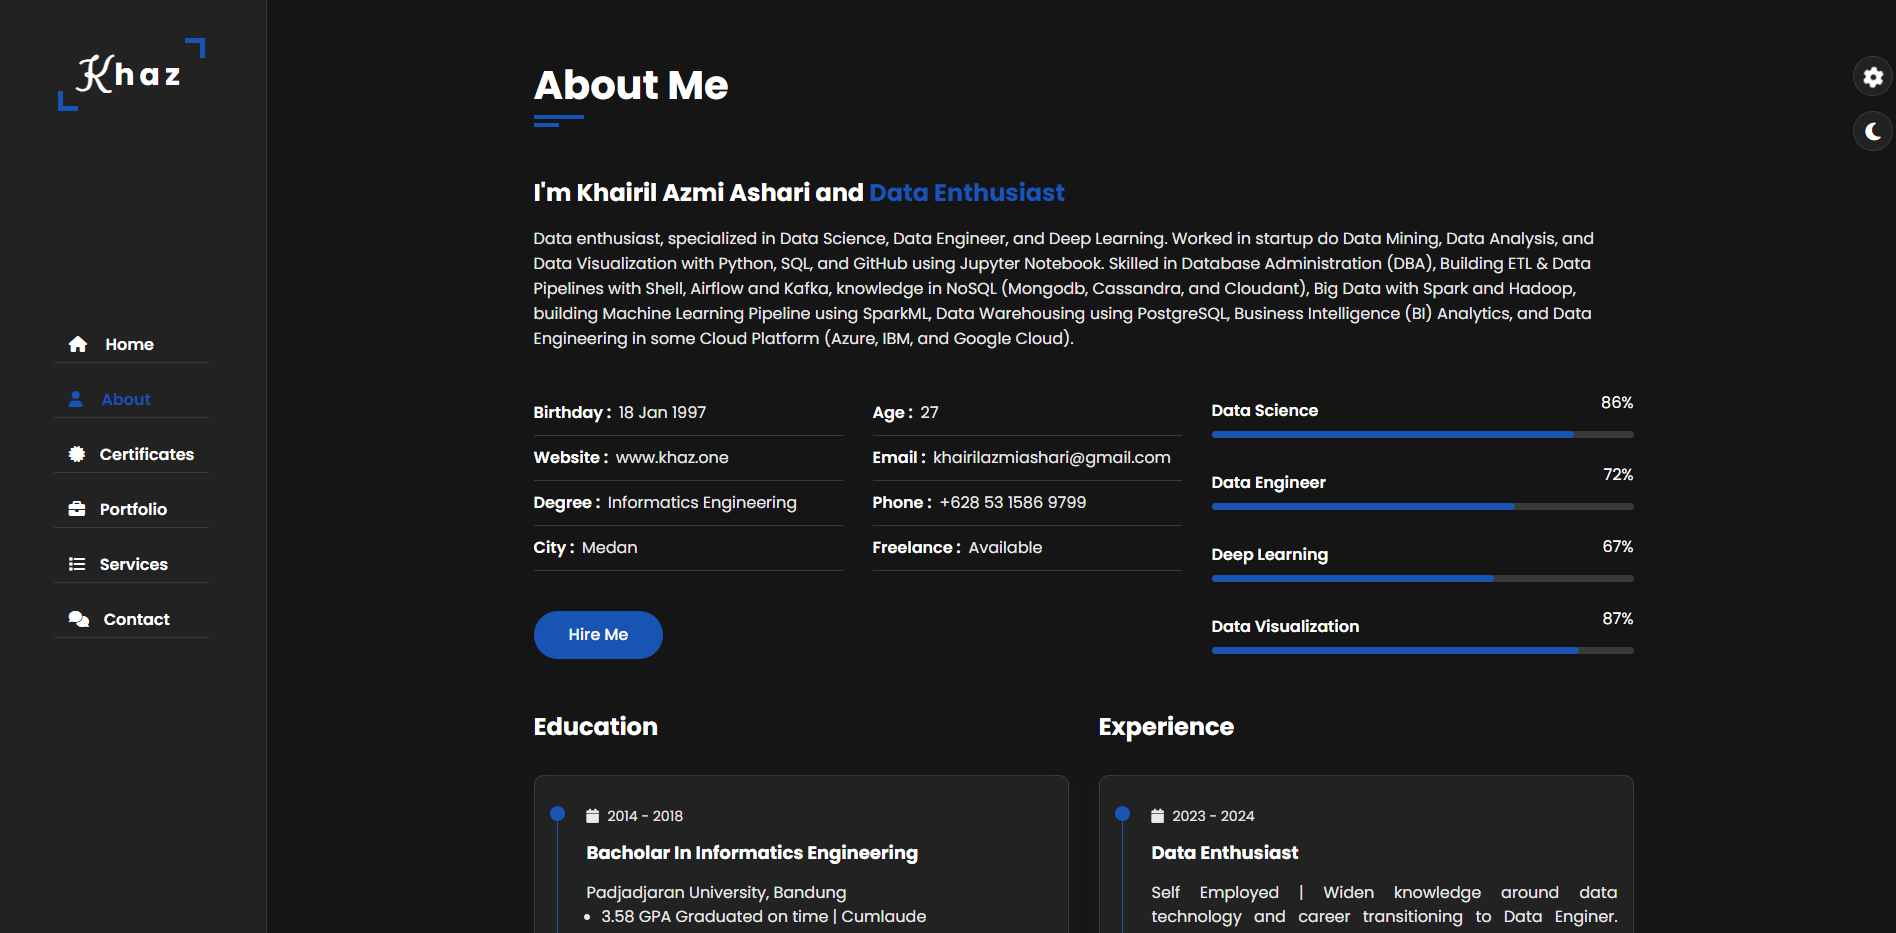 Khaz
Home
About
Certificates
Portfolio
Services
Contact
About Me
I'm Khairil Azmi Ashari and Data Enthusiast
Data enthusiast, specialized in Data Science, Data Engineer, and Deep Learning. Worked in startup do Data Mining, Data Analysis, and
Data Visualization with Python, SQL, and GitHub using Jupyter Notebook. Skilled in Database Administration (DBA), Building ETL & Data
Pipelines with Shell, Airflow and Kafka, knowledge in NoSQL (Mongodb, Cassandra, and Cloudant), Big Data with Spark and Hadoop,
building Machine Learning Pipeline using SparkML, Data Warehousing using PostgreSQL, Business Intelligence (BI) Analytics, and Data
Engineering in some Cloud Platform (Azure, IBM, and Google Cloud).
Birthday : 18 Jan 1997
Website : www.khaz.one
Degree : Informatics Engineering
City : Medan
Age : 27
Email : khairilazmiashari@gmail.com
Phone : +628 53 1586 9799
Freelance : Available
Data Science 86%
Data Engineer 72%
Deep Learning 67%
Data Visualization 87%
Hire Me
Education
2014 - 2018
Bacholar In Informatics Engineering
Padjadjaran University, Bandung
• 3.58 GPA Graduated on time | Cumlaude
Experience
2023 - 2024
Data Enthusiast
Self Employed | Widen knowledge around data
technology and career transitioning to Data Enginer.